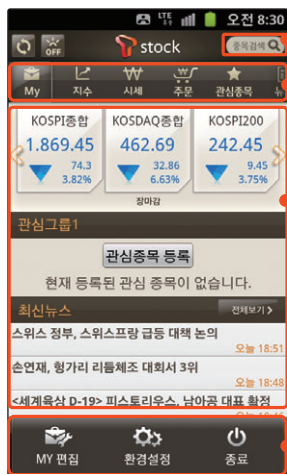 LTE 오전 8:30
OFF stock 종목검색
My 지수 시세 주문 관심종목
KOSPI종합 KOSDAQ종합 KOSPI200
1.869.45 462.69 242.45
74.3 32.86 9.45
3.82% 6.63% 3.75%
장마감
관심그룹1
관심종목 등록
현재 등록된 관심 종목이 없습니다.
최신뉴스 전체보기 >
스위스 정부, 스위스프랑 급등 대책 논의
오늘 18:51
손연재, 헝가리 리듬체조 대회서 3위
오늘 18:48
<세계육상 D-19> 피스토리우스, 남아공 대표 확정
MY 편집 환경설정 종료